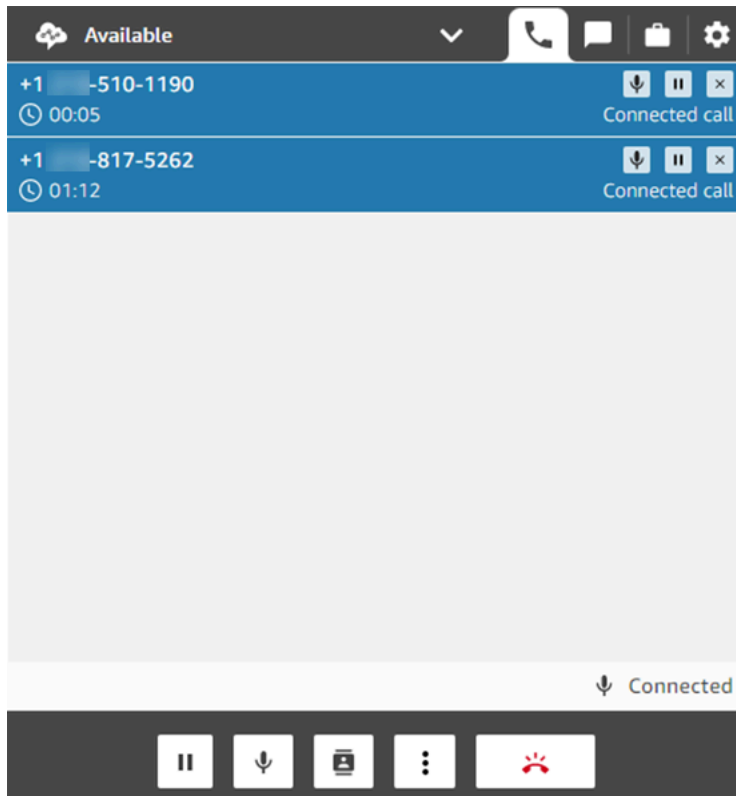 Available
+1 -510-1190
00:05
Connected call
+1 -817-5262
01:12
Connected call
Connected